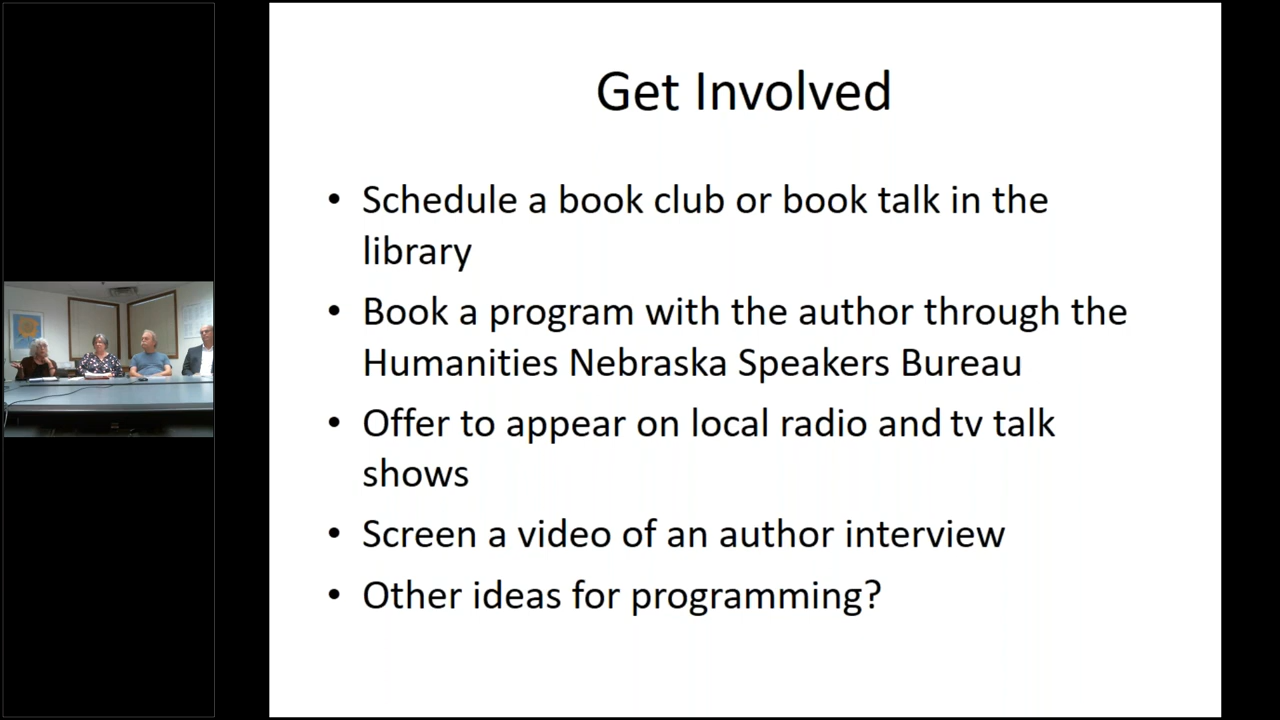 Get Involved
• Schedule a book club or book talk in the
library
• Book a program with the author through the
Humanities Nebraska Speakers Bureau
• Offer to appear on local radio and tv talk
shows
• Screen a video of an author interview
• Other ideas for programming?